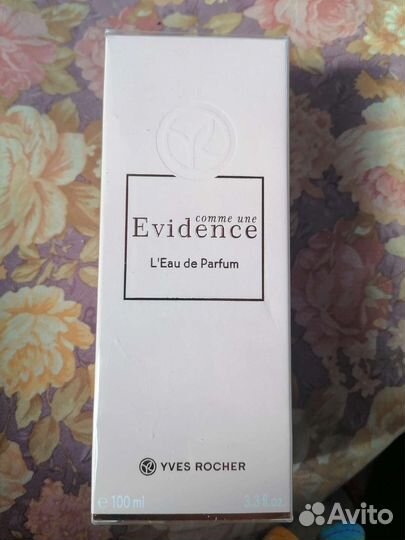 comme une
Evidence
L'Eau de Parfum
YVES ROCHER
e 100 ml 3.3 fl.oz
Avito